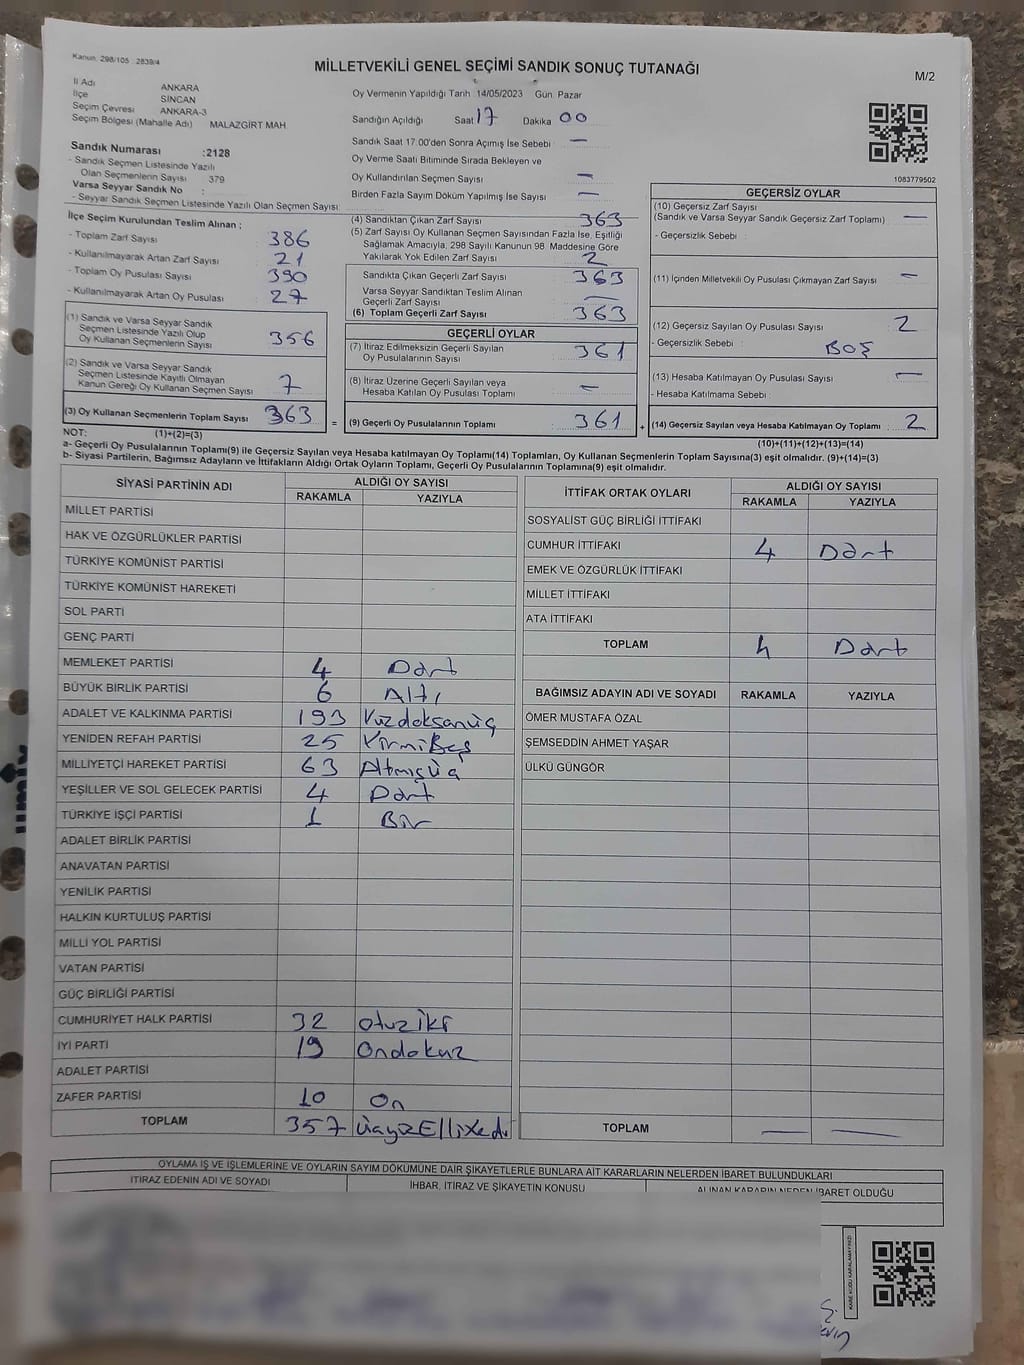 Kanun: 298/105 : 2839/4
MİLLETVEKİLİ GENEL SEÇİMİ SANDIK SONUÇ TUTANAĞI
M/2
İl Adı ANKARA
İlçe SİNCAN
Seçim Çevresi ANKARA-3
Seçim Bölgesi (Mahalle Adı) MALAZGİRT MAH
Sandık Numarası :2128
- Sandık Seçmen Listesinde Yazılı
Olan Seçmenlerin Sayısı 379
Varsa Seyyar Sandık No :
- Seyyar Sandık Seçmen Listesinde Yazılı Olan Seçmen Sayısı:
Oy Vermenin Yapıldığı Tarih :14/05/2023 Gün: Pazar
Sandığın Açıldığı Saat 17 Dakika 00
Sandık Saat 17.00'den Sonra Açımış İse Sebebi : —
Oy Verme Saati Bitiminde Sırada Bekleyen ve
Oy Kullandırılan Seçmen Sayısı : —
Birden Fazla Sayım Döküm Yapılmış İse Sayısı : —
1083779502
İlçe Seçim Kurulundan Teslim Alınan ;
- Toplam Zarf Sayısı : 386
- Kullanılmayarak Artan Zarf Sayısı : 21
- Toplam Oy Pusulası Sayısı : 390
- Kullanılmayarak Artan Oy Pusulası : 27
(1) Sandık ve Varsa Seyyar Sandık
Seçmen Listesinde Yazılı Olup
Oy Kullanan Seçmenlerin Sayısı : 356
(2) Sandık ve Varsa Seyyar Sandık
Seçmen Listesinde Kayıtlı Olmayan
Kanun Gereği Oy Kullanan Seçmen Sayısı : 7
(3) Oy Kullanan Seçmenlerin Toplam Sayısı : 363
(4) Sandıktan Çıkan Zarf Sayısı : 363
(5) Zarf Sayısı Oy Kullanan Seçmen Sayısından Fazla İse, Eşitliği
Sağlamak Amacıyla, 298 Sayılı Kanunun 98. Maddesine Göre
Yakılarak Yok Edilen Zarf Sayısı : 2
Sandıkta Çıkan Geçerli Zarf Sayısı : 363
Varsa Seyyar Sandıktan Teslim Alınan
Geçerli Zarf Sayısı : —
(6) Toplam Geçerli Zarf Sayısı : 363
GEÇERLİ OYLAR
(7) İtiraz Edilmeksizin Geçerli Sayılan
Oy Pusulalarının Sayısı : 361
(8) İtiraz Üzerine Geçerli Sayılan veya
Hesaba Katılan Oy Pusulası Toplamı : —
= (9) Geçerli Oy Pusulalarının Toplamı : 361
GEÇERSİZ OYLAR
(10) Geçersiz Zarf Sayısı
(Sandık ve Varsa Seyyar Sandık Geçersiz Zarf Toplamı) : —
- Geçersizlik Sebebi :
(11) İçinden Milletvekili Oy Pusulası Çıkmayan Zarf Sayısı : —
(12) Geçersiz Sayılan Oy Pusulası Sayısı : 2
- Geçersizlik Sebebi : BOŞ
(13) Hesaba Katılmayan Oy Pusulası Sayısı : —
- Hesaba Katılmama Sebebi :
+ (14) Geçersiz Sayılan veya Hesaba Katılmayan Oy Toplamı : 2
NOT: (1)+(2)=(3)
(10)+(11)+(12)+(13)=(14)
a- Geçerli Oy Pusulalarının Toplamı(9) ile Geçersiz Sayılan veya Hesaba katılmayan Oy Toplamı(14) Toplamları, Oy Kullanan Seçmenlerin Toplam Sayısına(3) eşit olmalıdır. (9)+(14)=(3)
b- Siyasi Partilerin, Bağımsız Adayların ve İttifakların Aldığı Ortak Oyların Toplamı, Geçerli Oy Pusulalarının Toplamına(9) eşit olmalıdır.
SİYASİ PARTİNİN ADI ALDIĞI OY SAYISI
RAKAMLA YAZIYLA
MİLLET PARTİSİ
HAK VE ÖZGÜRLÜKLER PARTİSİ
TÜRKİYE KOMÜNİST PARTİSİ
TÜRKİYE KOMÜNİST HAREKETİ
SOL PARTİ
GENÇ PARTİ
MEMLEKET PARTİSİ 4 Dört
BÜYÜK BİRLİK PARTİSİ 6 Altı
ADALET VE KALKINMA PARTİSİ 193 Yüzdoksanüç
YENİDEN REFAH PARTİSİ 25 YirmiBeş
MİLLİYETÇİ HAREKET PARTİSİ 63 Altmışüç
YEŞİLLER VE SOL GELECEK PARTİSİ 4 Dört
TÜRKİYE İŞÇİ PARTİSİ 1 Bir
ADALET BİRLİK PARTİSİ
ANAVATAN PARTİSİ
YENİLİK PARTİSİ
HALKIN KURTULUŞ PARTİSİ
MİLLİ YOL PARTİSİ
VATAN PARTİSİ
GÜÇ BİRLİĞİ PARTİSİ
CUMHURİYET HALK PARTİSİ 32 otuziki
İYİ PARTİ 19 Ondokuz
ADALET PARTİSİ
ZAFER PARTİSİ 10 On
TOPLAM 357 ÜçyüzElliyedi
İTTİFAK ORTAK OYLARI ALDIĞI OY SAYISI
RAKAMLA YAZIYLA
SOSYALİST GÜÇ BİRLİĞİ İTTİFAKI
CUMHUR İTTİFAKI 4 Dört
EMEK VE ÖZGÜRLÜK İTTİFAKI
MİLLET İTTİFAKI
ATA İTTİFAKI
TOPLAM 4 Dört
BAĞIMSIZ ADAYIN ADI VE SOYADI RAKAMLA YAZIYLA
ÖMER MUSTAFA ÖZAL
ŞEMSEDDİN AHMET YAŞAR
ÜLKÜ GÜNGÖR
TOPLAM — —
OYLAMA İŞ VE İŞLEMLERİNE VE OYLARIN SAYIM DÖKÜMÜNE DAİR ŞİKAYETLERLE BUNLARA AİT KARARLARIN NELERDEN İBARET BULUNDUKLARI
İTİRAZ EDENİN ADI VE SOYADI İHBAR, İTİRAZ VE ŞİKAYETİN KONUSU ALINAN KARARIN NEDEN İBARET OLDUĞU
KARE KODU KARALAMAYINIZ!